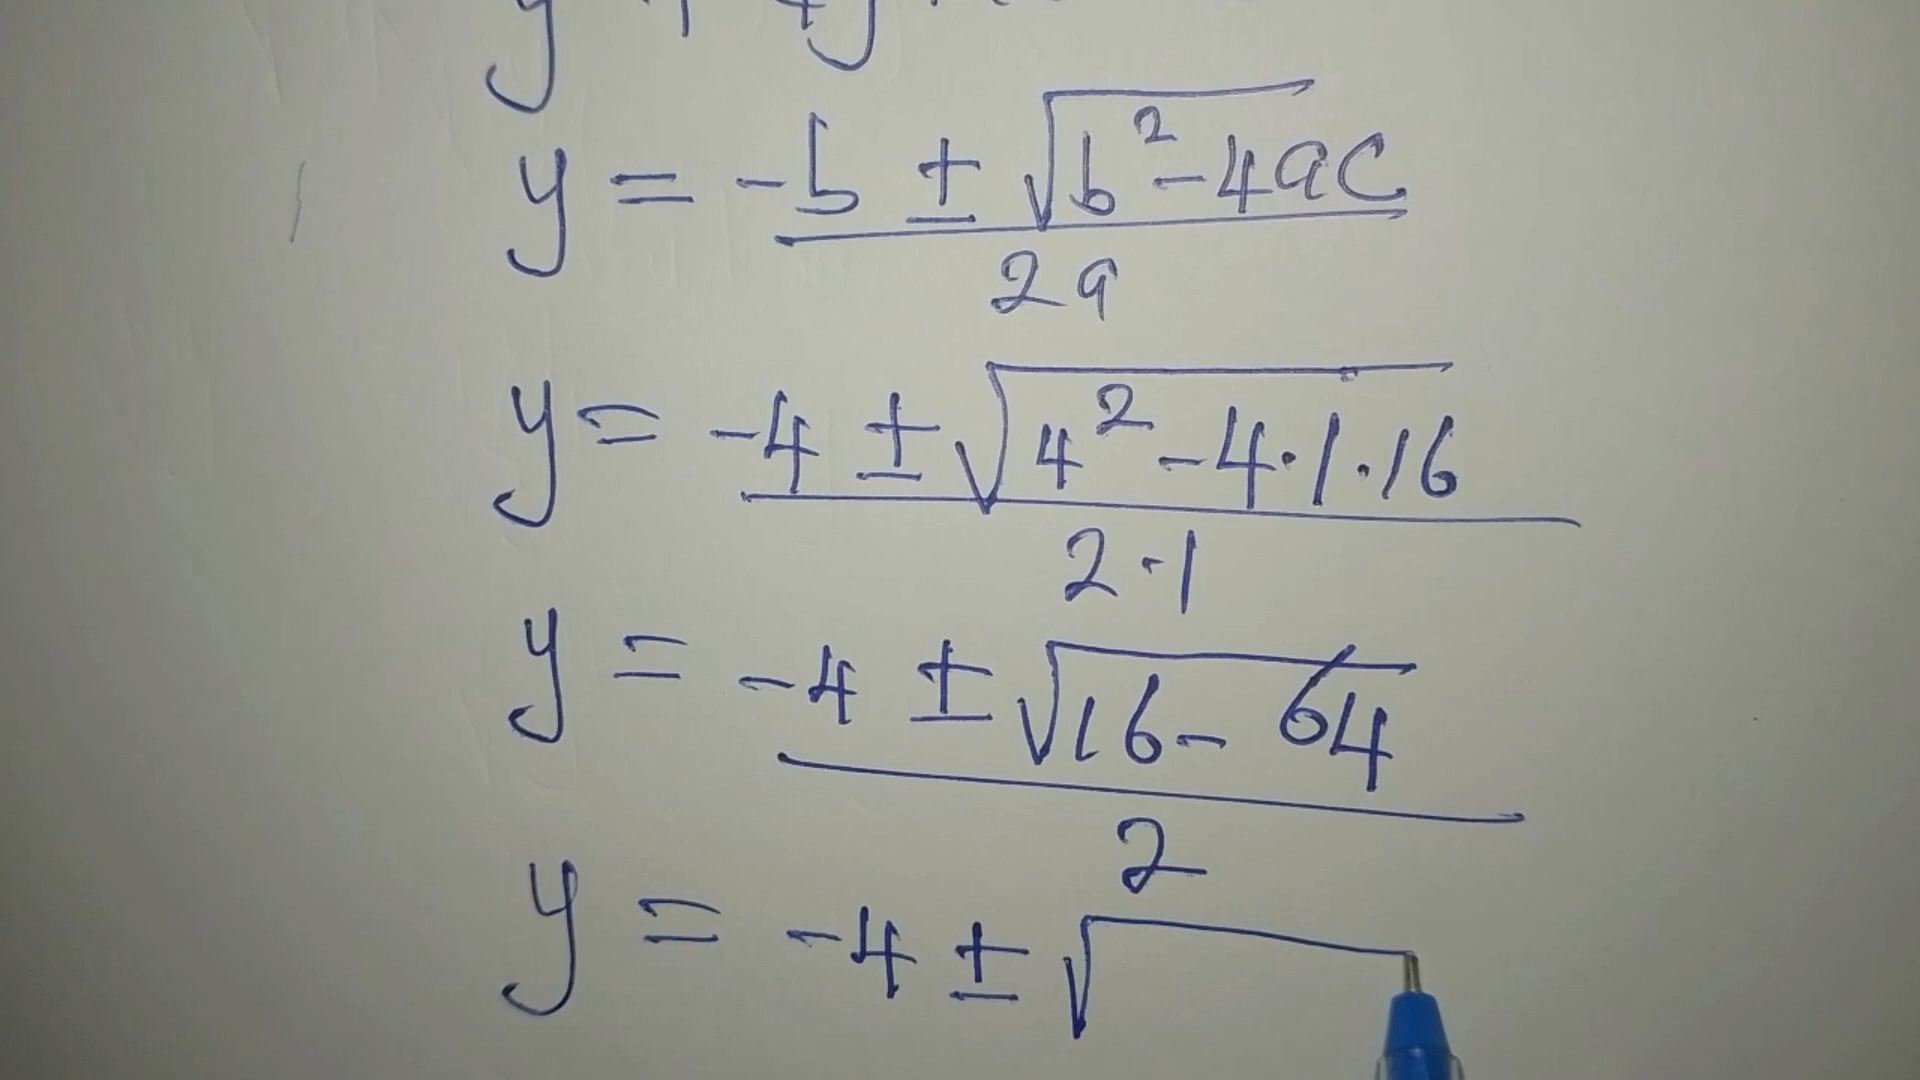 y = -b ± √b²-4ac
2a
y = -4 ± √4²-4·1·16
2·1
y = -4 ± √16-64
2
y = -4 ± √